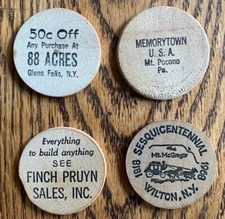 50c Off
Any Purchase At
88 ACRES
Glens Falls, N.Y.
MEMORYTOWN
U. S. A.
Mt. Pocono
Pa.
Everything
to build anything
SEE
FINCH PRUYN
SALES, INC.
SESQUICENTENNIAL
1818
1968
Mt. McGregor
WILTON, N.Y.